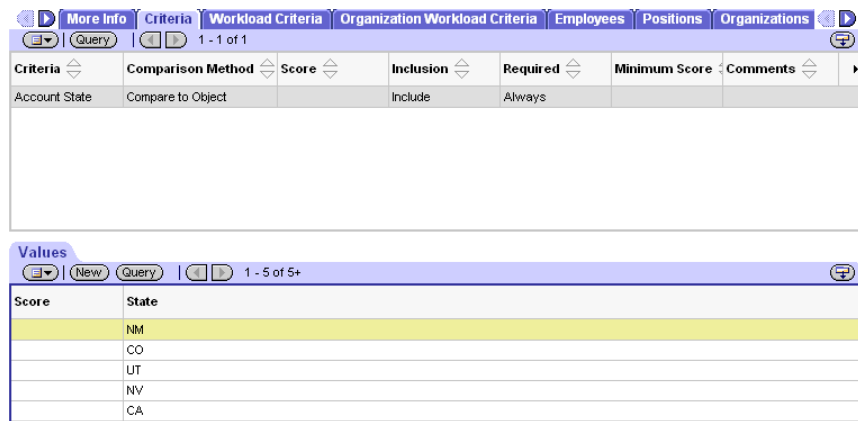 More Info Criteria Workload Criteria Organization Workload Criteria Employees Positions Organizations
Query 1 - 1 of 1
Criteria Comparison Method Score Inclusion Required Minimum Score Comments
Account State Compare to Object Include Always
Values
New Query 1 - 5 of 5+
Score State
NM
CO
UT
NV
CA